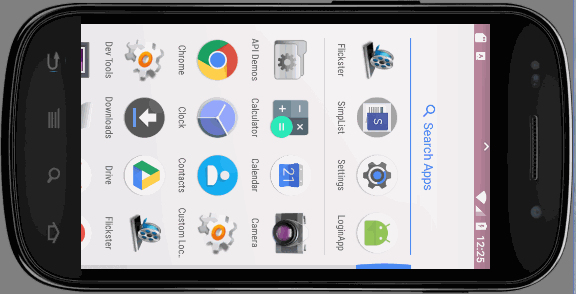 12:25
Search Apps
Flickster SimpList Settings LoginApp
API Demos Calculator Calendar Camera
Chrome Clock Contacts Custom Loc..
Dev Tools Downloads Drive Flickster
S
21
A